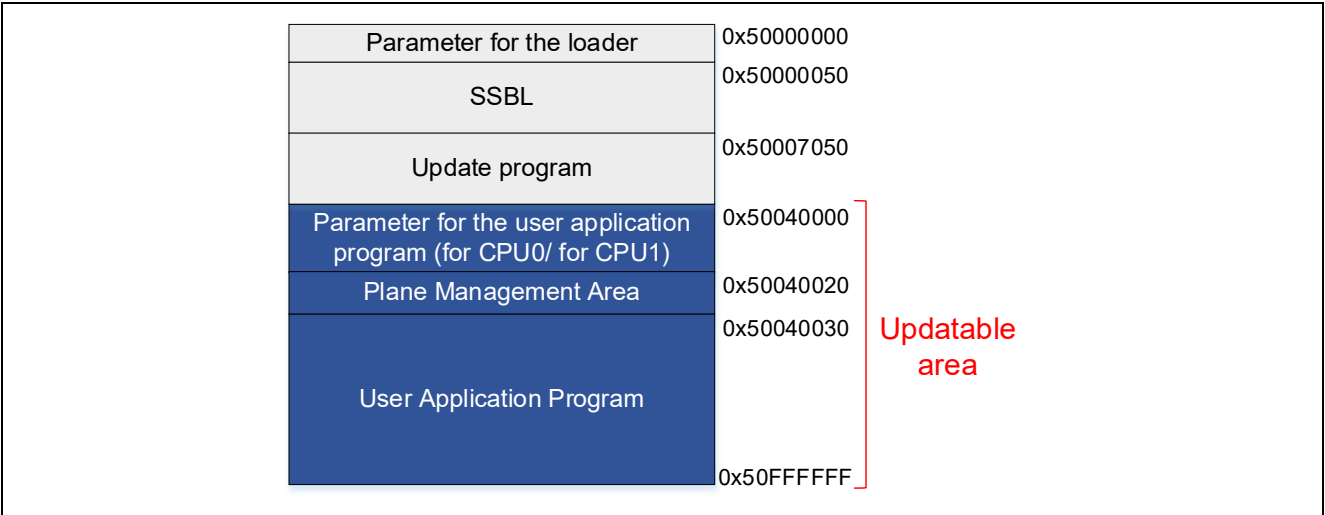 Parameter for the loader
0x50000000
SSBL
0x50000050
Update program
0x50007050
Parameter for the user application
program (for CPU0/ for CPU1)
0x50040000
Plane Management Area
0x50040020
User Application Program
0x50040030
0x50FFFFFF
Updatable
area